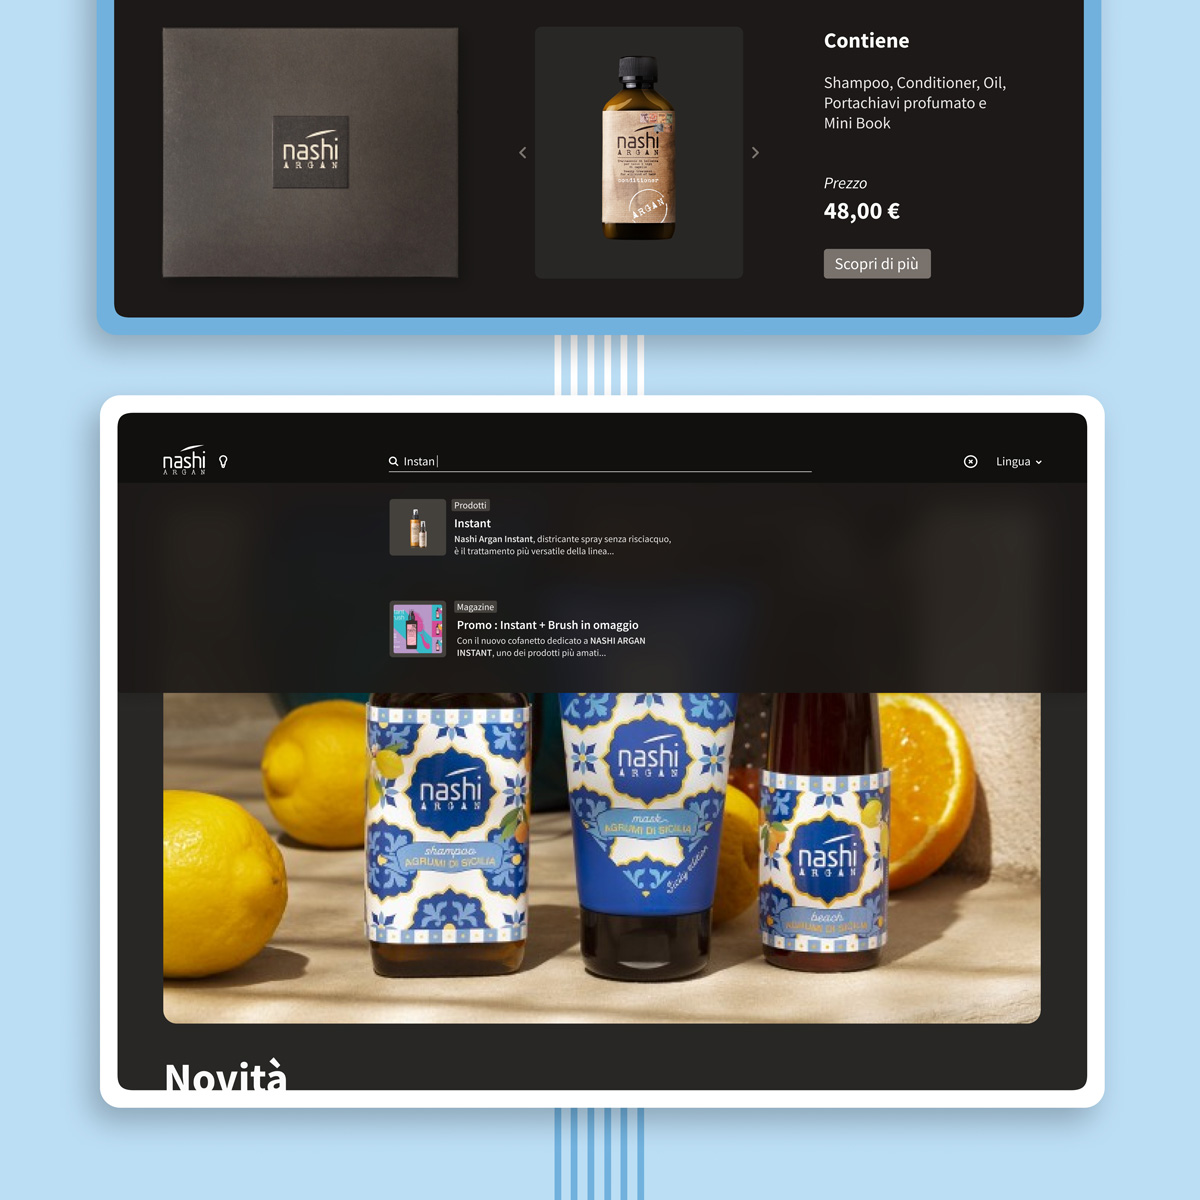 Contiene
Shampoo, Conditioner, Oil,
Portachiavi profumato e
Mini Book
Prezzo
48,00 €
Scopri di più
nashi
ARGAN
nashi
ARGAN
conditioner
ARGAN
nashi
ARGAN
Instan
Lingua
Prodotti
Instant
Nashi Argan Instant, districante spray senza risciacquo,
è il trattamento più versatile della linea...
Magazine
Promo : Instant + Brush in omaggio
Con il nuovo cofanetto dedicato a NASHI ARGAN
INSTANT, uno dei prodotti più amati...
nashi
ARGAN
shampoo
AGRUMI DI SICILIA
nashi
ARGAN
mask
AGRUMI DI SICILIA
Sicily edition
nashi
ARGAN
beach
AGRUMI DI SICILIA
Novità